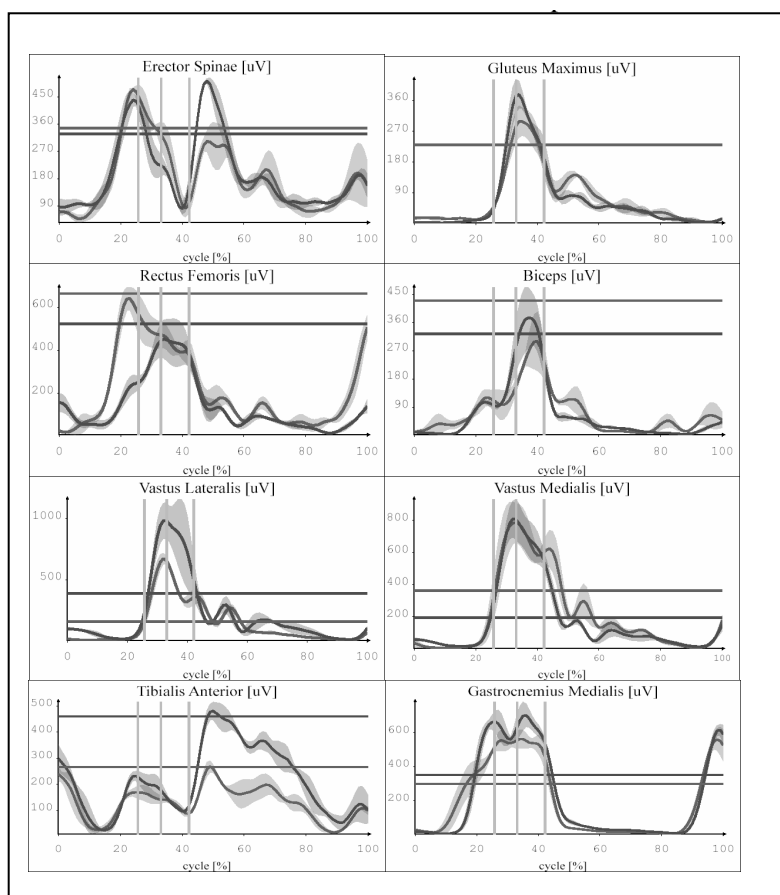 Erector Spinae [uV]
450
360
270
180
90
0 20 40 60 80 100
cycle [%]
Gluteus Maximus [uV]
360
270
180
90
0 20 40 60 80 100
cycle [%]
Rectus Femoris [uV]
600
400
200
0 20 40 60 80 100
cycle [%]
Biceps [uV]
450
360
270
180
90
0 20 40 60 80 100
cycle [%]
Vastus Lateralis [uV]
1000
500
0 20 40 60 80 100
cycle [%]
Vastus Medialis [uV]
800
600
400
200
0 20 40 60 80 100
cycle [%]
Tibialis Anterior [uV]
500
400
300
200
100
0 20 40 60 80 100
cycle [%]
Gastrocnemius Medialis [uV]
600
400
200
0 20 40 60 80 100
cycle [%]